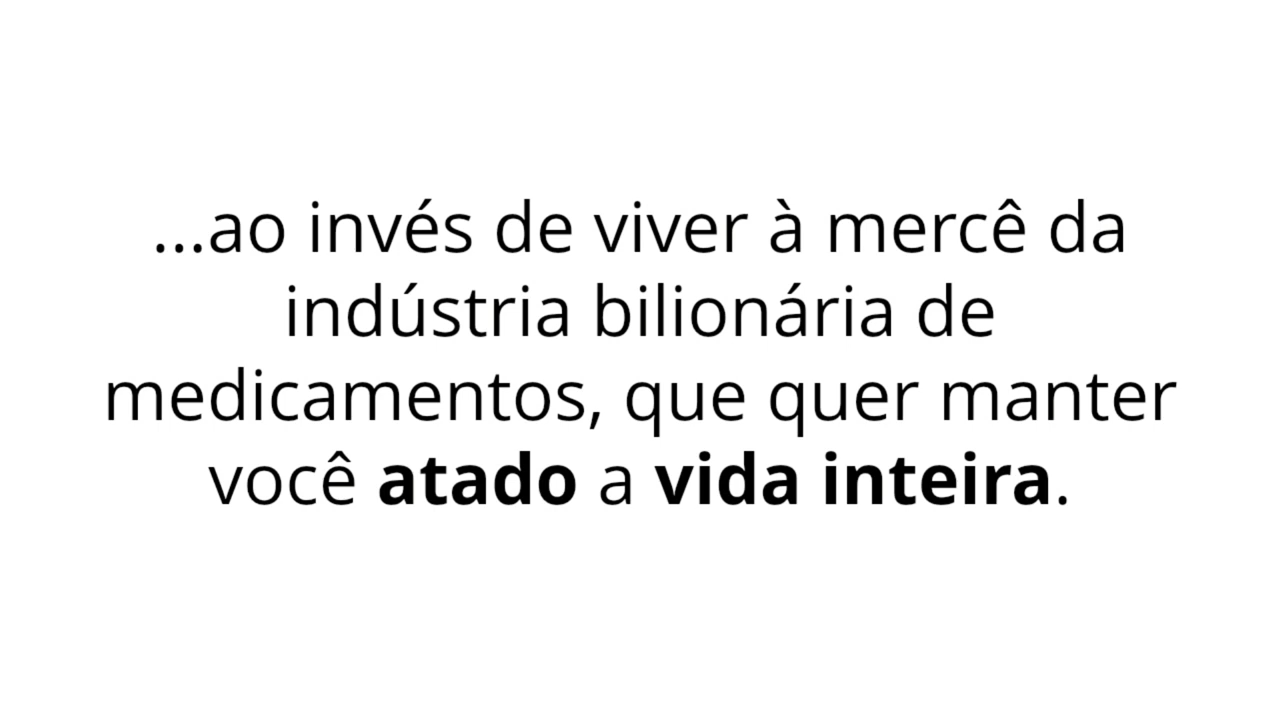 ...ao invés de viver à mercê da
indústria bilionária de
medicamentos, que quer manter
você atado a vida inteira.